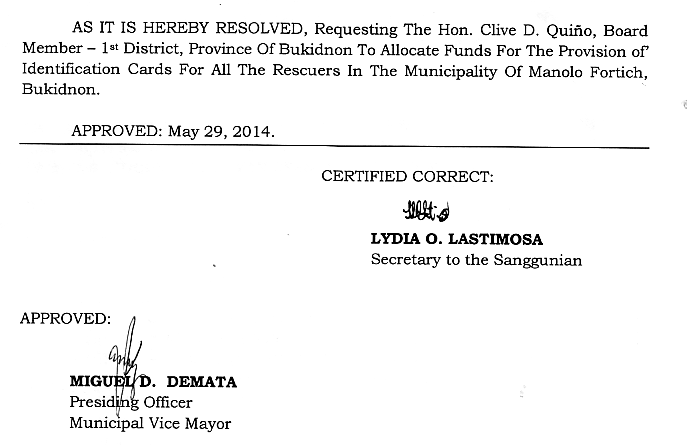 AS IT IS HEREBY RESOLVED, Requesting The Hon. Clive D. Quiño, Board
Member – 1st District, Province Of Bukidnon To Allocate Funds For The Provision of
Identification Cards For All The Rescuers In The Municipality Of Manolo Fortich,
Bukidnon.
APPROVED: May 29, 2014.
CERTIFIED CORRECT:
LYDIA O. LASTIMOSA
Secretary to the Sanggunian
APPROVED:
MIGUEL D. DEMATA
Presiding Officer
Municipal Vice Mayor